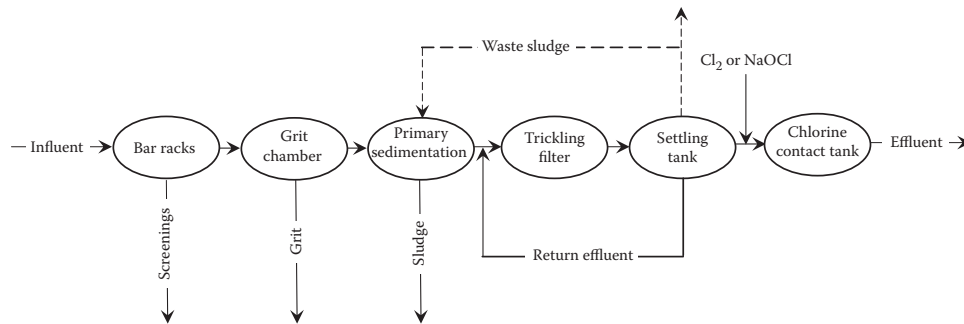 Waste sludge
Cl2 or NaOCl
Influent
Bar racks
Grit
chamber
Primary
sedimentation
Trickling
filter
Settling
tank
Chlorine
contact tank
Effluent
Screenings
Grit
Sludge
Return effluent